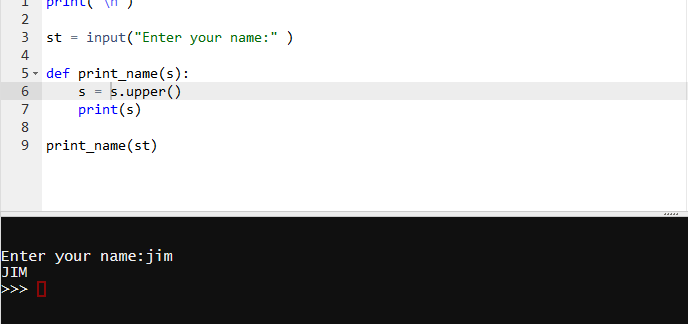 1 print("\n")
2
3 st = input("Enter your name:" )
4
5 def print_name(s):
6 s = s.upper()
7 print(s)
8
9 print_name(st)
Enter your name:jim
JIM
>>>